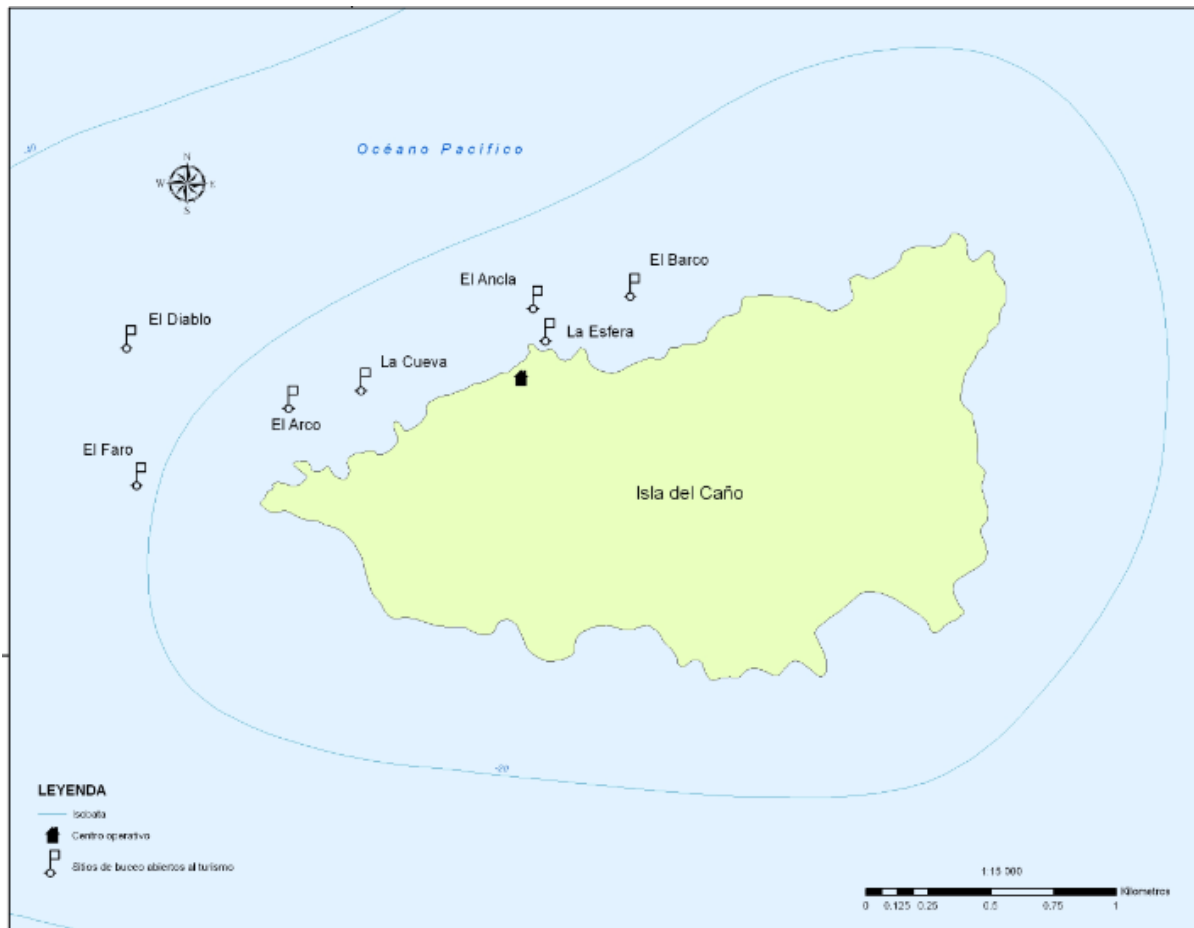 -40
Océano Pacífico
N
W E
S
El Barco
El Ancla
El Diablo
La Esfera
La Cueva
El Arco
El Faro
Isla del Caño
-20
LEYENDA
Isobata
Centro operativo
Sitios de buceo abiertos al turismo
1:15 000
Kilometros
0 0.125 0.25 0.5 0.75 1